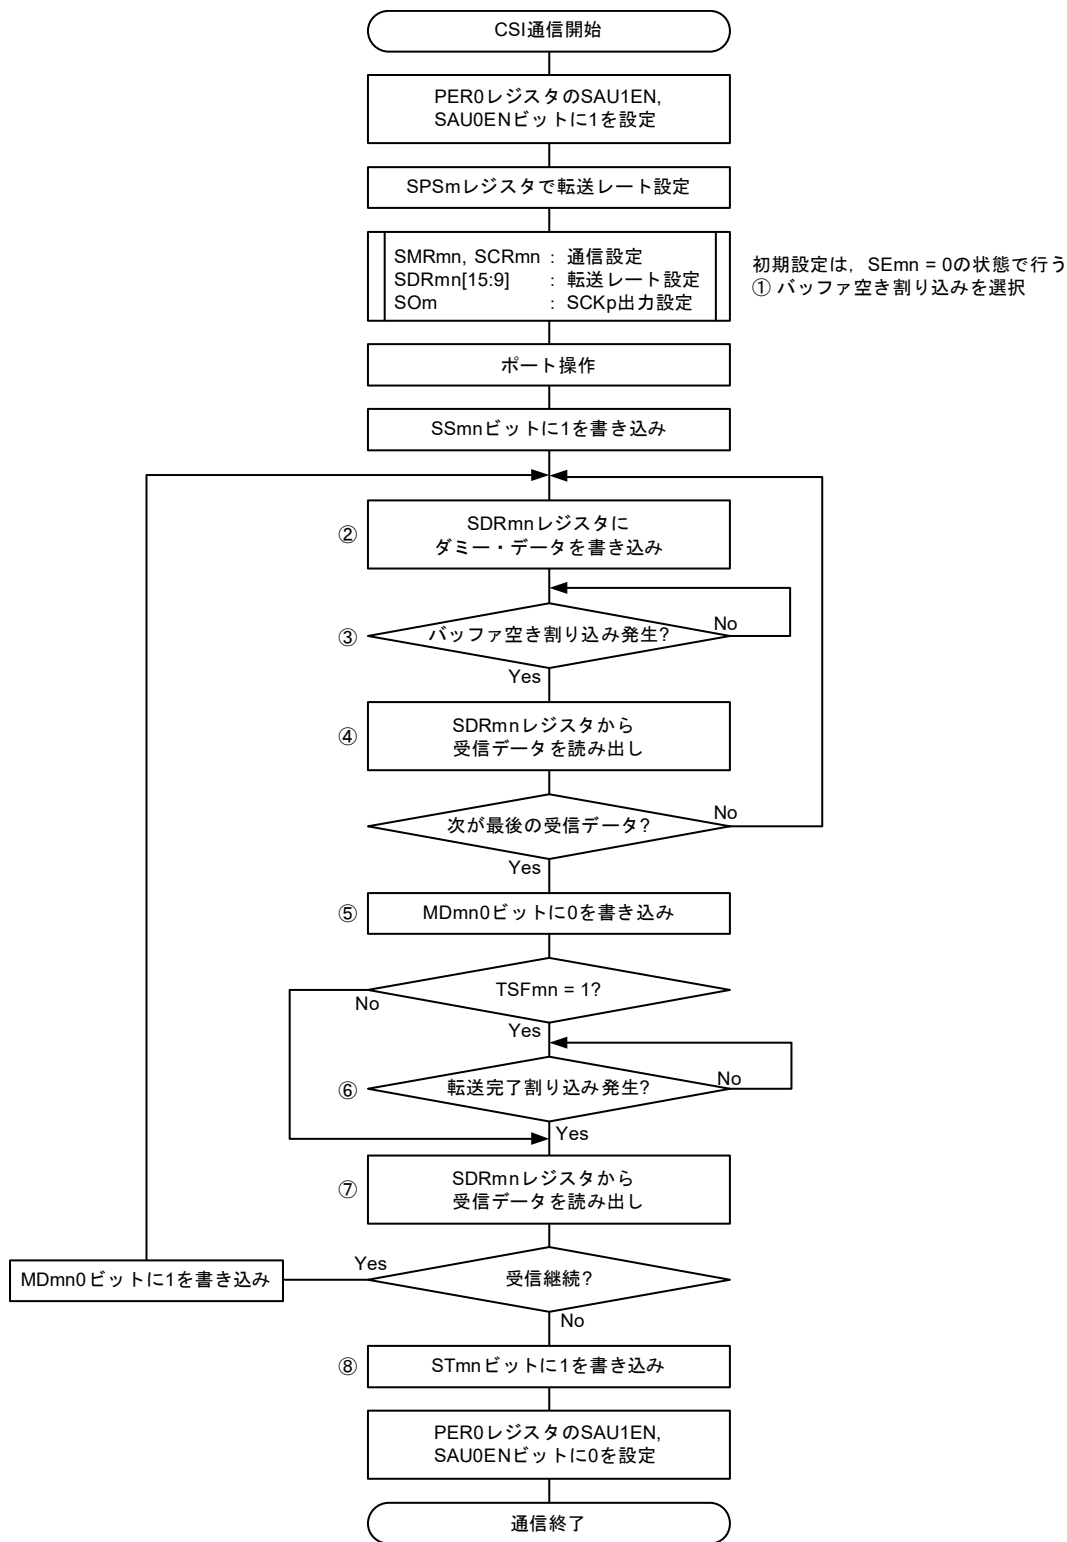 CSI通信開始
PER0レジスタのSAU1EN,
SAU0ENビットに1を設定
SPSmレジスタで転送レート設定
SMRmn, SCRmn : 通信設定
SDRmn[15:9] : 転送レート設定
SOm : SCKp出力設定
初期設定は，SEmn = 0の状態で行う
① バッファ空き割り込みを選択
ポート操作
SSmnビットに1を書き込み
②
SDRmnレジスタに
ダミー・データを書き込み
③
バッファ空き割り込み発生?
No
Yes
④
SDRmnレジスタから
受信データを読み出し
次が最後の受信データ?
No
Yes
⑤
MDmn0ビットに0を書き込み
TSFmn = 1?
No
Yes
⑥
転送完了割り込み発生?
No
Yes
⑦
SDRmnレジスタから
受信データを読み出し
MDmn0ビットに1を書き込み
Yes
受信継続?
No
⑧
STmnビットに1を書き込み
PER0レジスタのSAU1EN,
SAU0ENビットに0を設定
通信終了